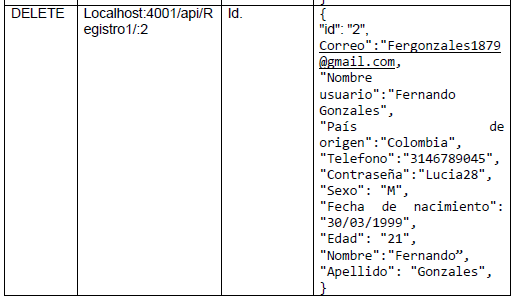 }
DELETE
Localhost:4001/api/R
egistro1/:2
Id.
{
"id": "2",
Correo":"Fergonzales1879
@gmail.com,
"Nombre
usuario":"Fernando
Gonzales",
"País de
origen":"Colombia",
"Telefono":"3146789045",
"Contraseña":"Lucia28",
"Sexo": "M",
"Fecha de nacimiento":
"30/03/1999",
"Edad": "21",
"Nombre":"Fernando”,
"Apellido": "Gonzales",
}